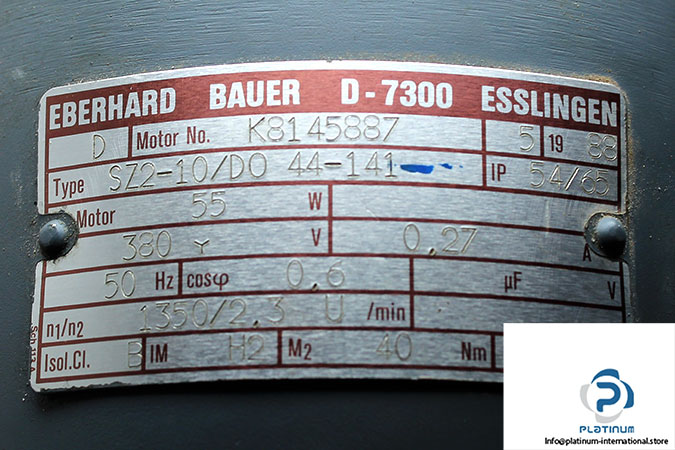 EBERHARD BAUER D-7300 ESSLINGEN
D Motor No. K8145887 5 19 88
Type SZ2-10/DO 44-141 IP 54/65
Motor 55 W
380 Y V 0,27 A
50 Hz cosφ 0,6 µF V
n1/n2 1350/2,3 U /min
Isol.Cl. B IM H2 M2 40 Nm
PLATINUM
Info@platinum-international.store